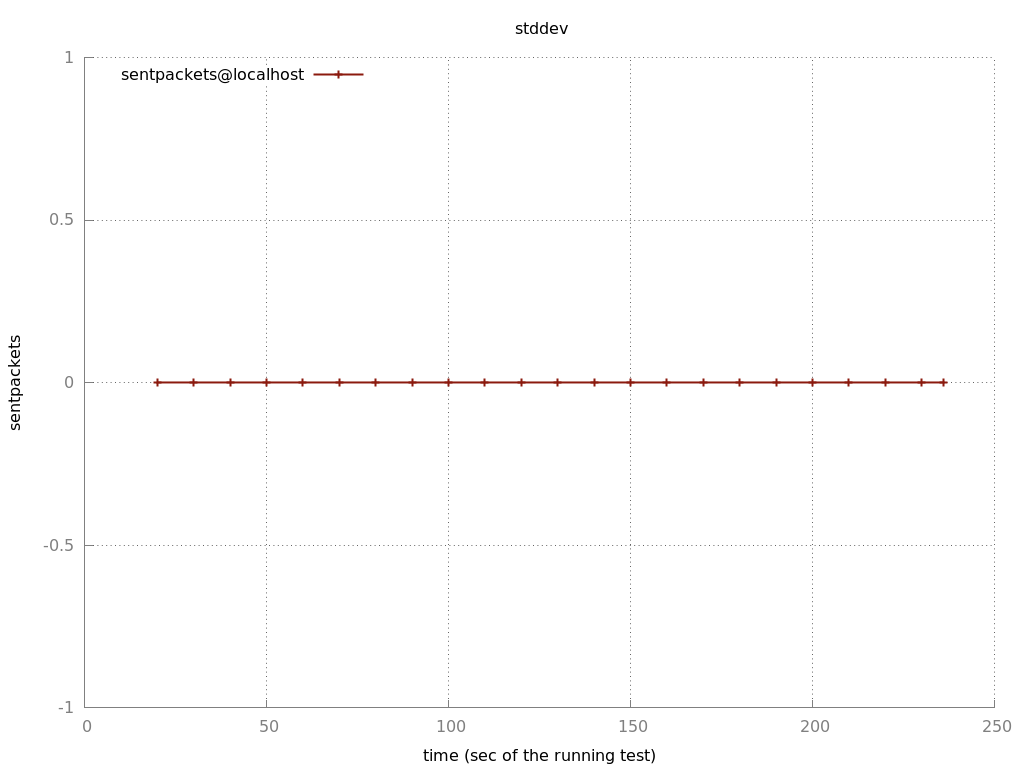 stddev
sentpackets@localhost
1
0.5
0
-0.5
-1
sentpackets
0 50 100 150 200 250
time (sec of the running test)